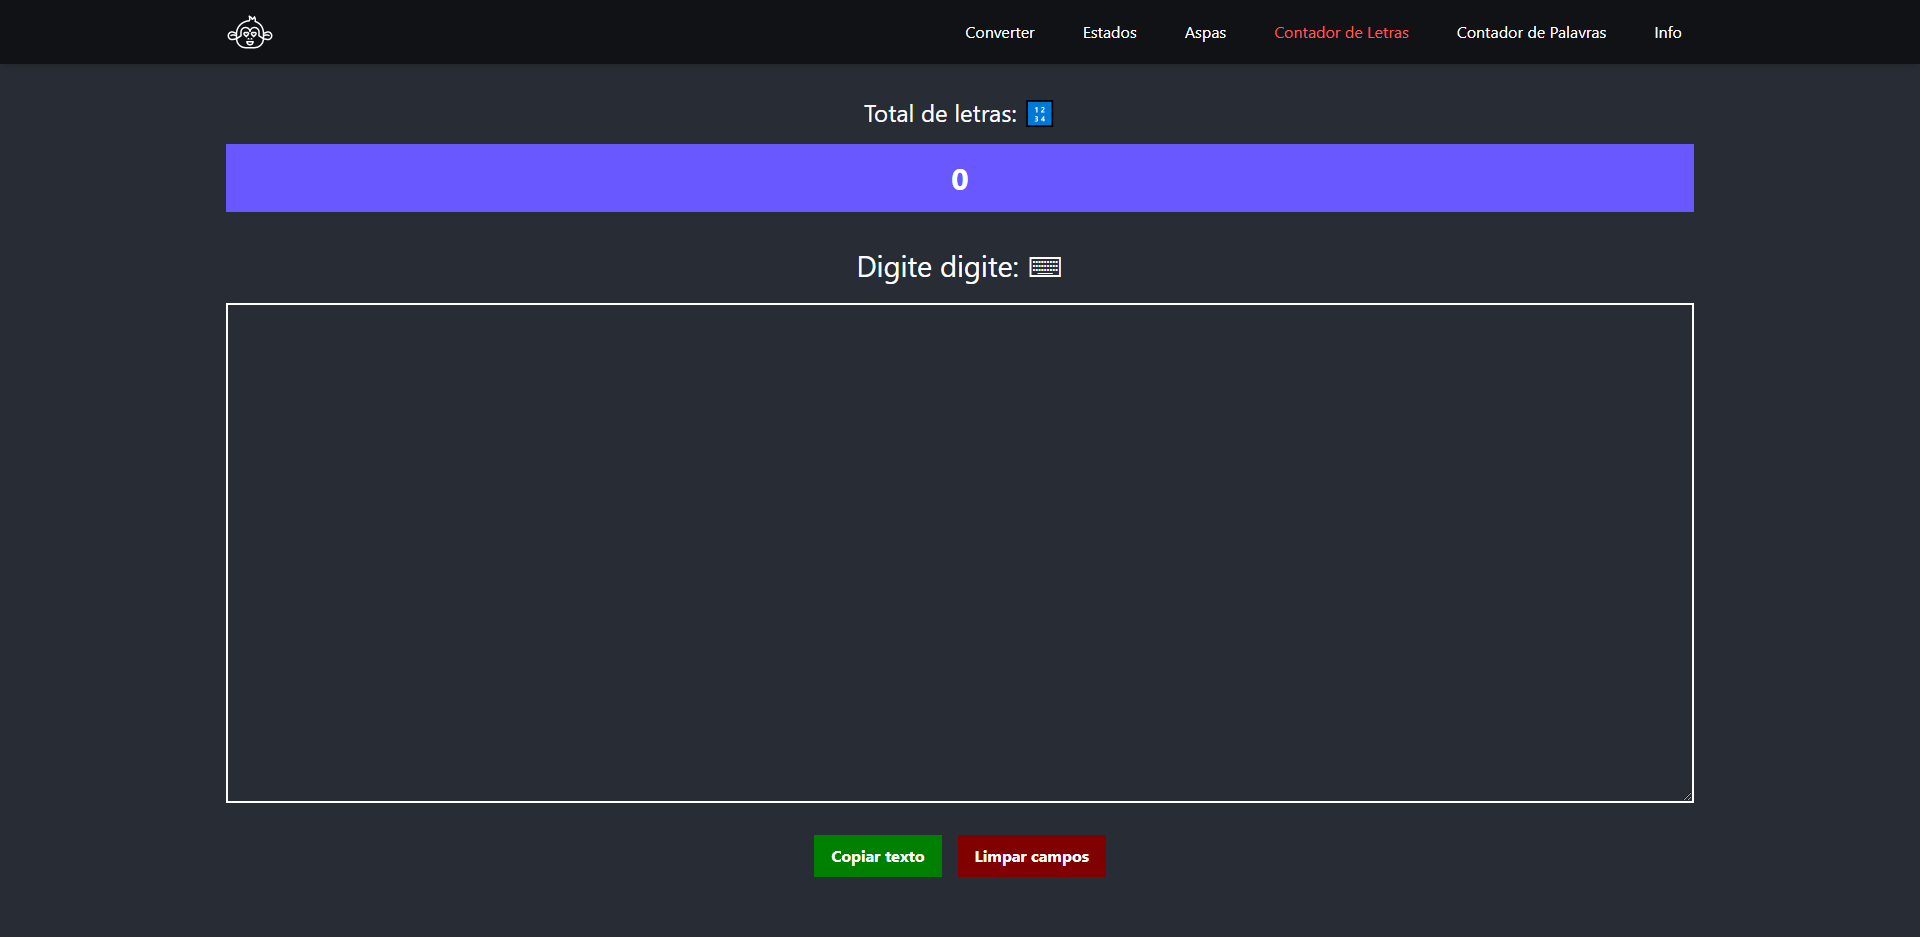 Converter Estados Aspas Contador de Letras Contador de Palavras Info
Total de letras: 🔢
0
Digite digite: ⌨
Copiar texto Limpar campos